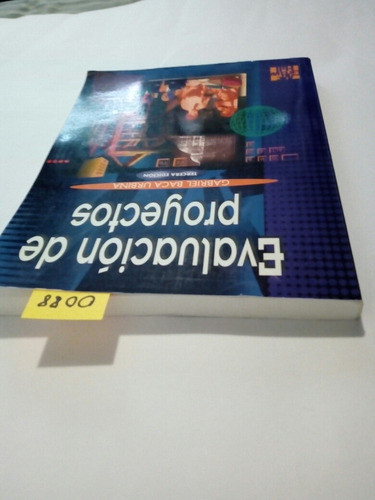 Evaluación de
proyectos
GABRIEL BACA URBINA
TERCERA EDICIÓN
8800